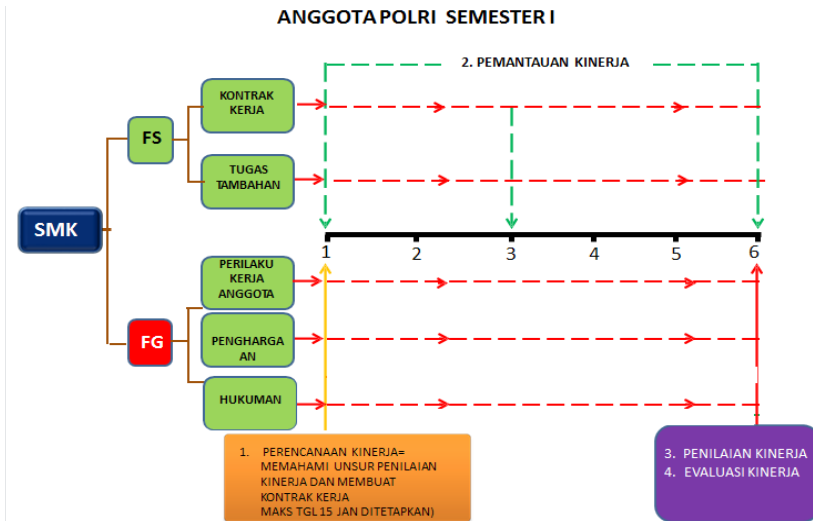 ANGGOTA POLRI SEMESTER I
2. PEMANTAUAN KINERJA
KONTRAK
KERJA
FS
TUGAS
TAMBAHAN
SMK
1 2 3 4 5 6
PERILAKU
KERJA
ANGGOTA
FG
PENGHARGA
AN
HUKUMAN
1. PERENCANAAN KINERJA=
MEMAHAMI UNSUR PENILAIAN
KINERJA DAN MEMBUAT
KONTRAK KERJA
MAKS TGL 15 JAN DITETAPKAN)
3. PENILAIAN KINERJA
4. EVALUASI KINERJA